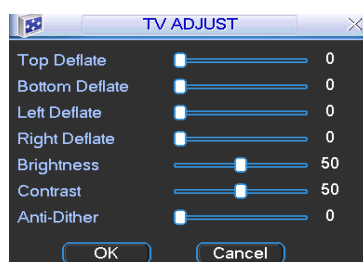 TV ADJUST
Top Deflate 0
Bottom Deflate 0
Left Deflate 0
Right Deflate 0
Brightness 50
Contrast 50
Anti-Dither 0
OK Cancel